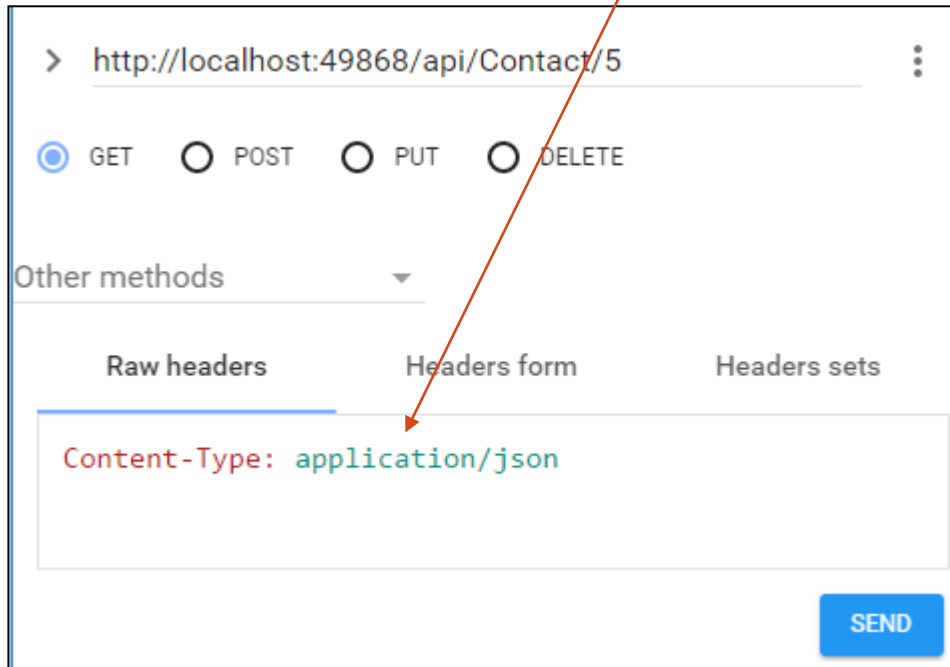 http://localhost:49868/api/Contact/5
GET POST PUT DELETE
Other methods
Raw headers Headers form Headers sets
Content-Type: application/json
SEND